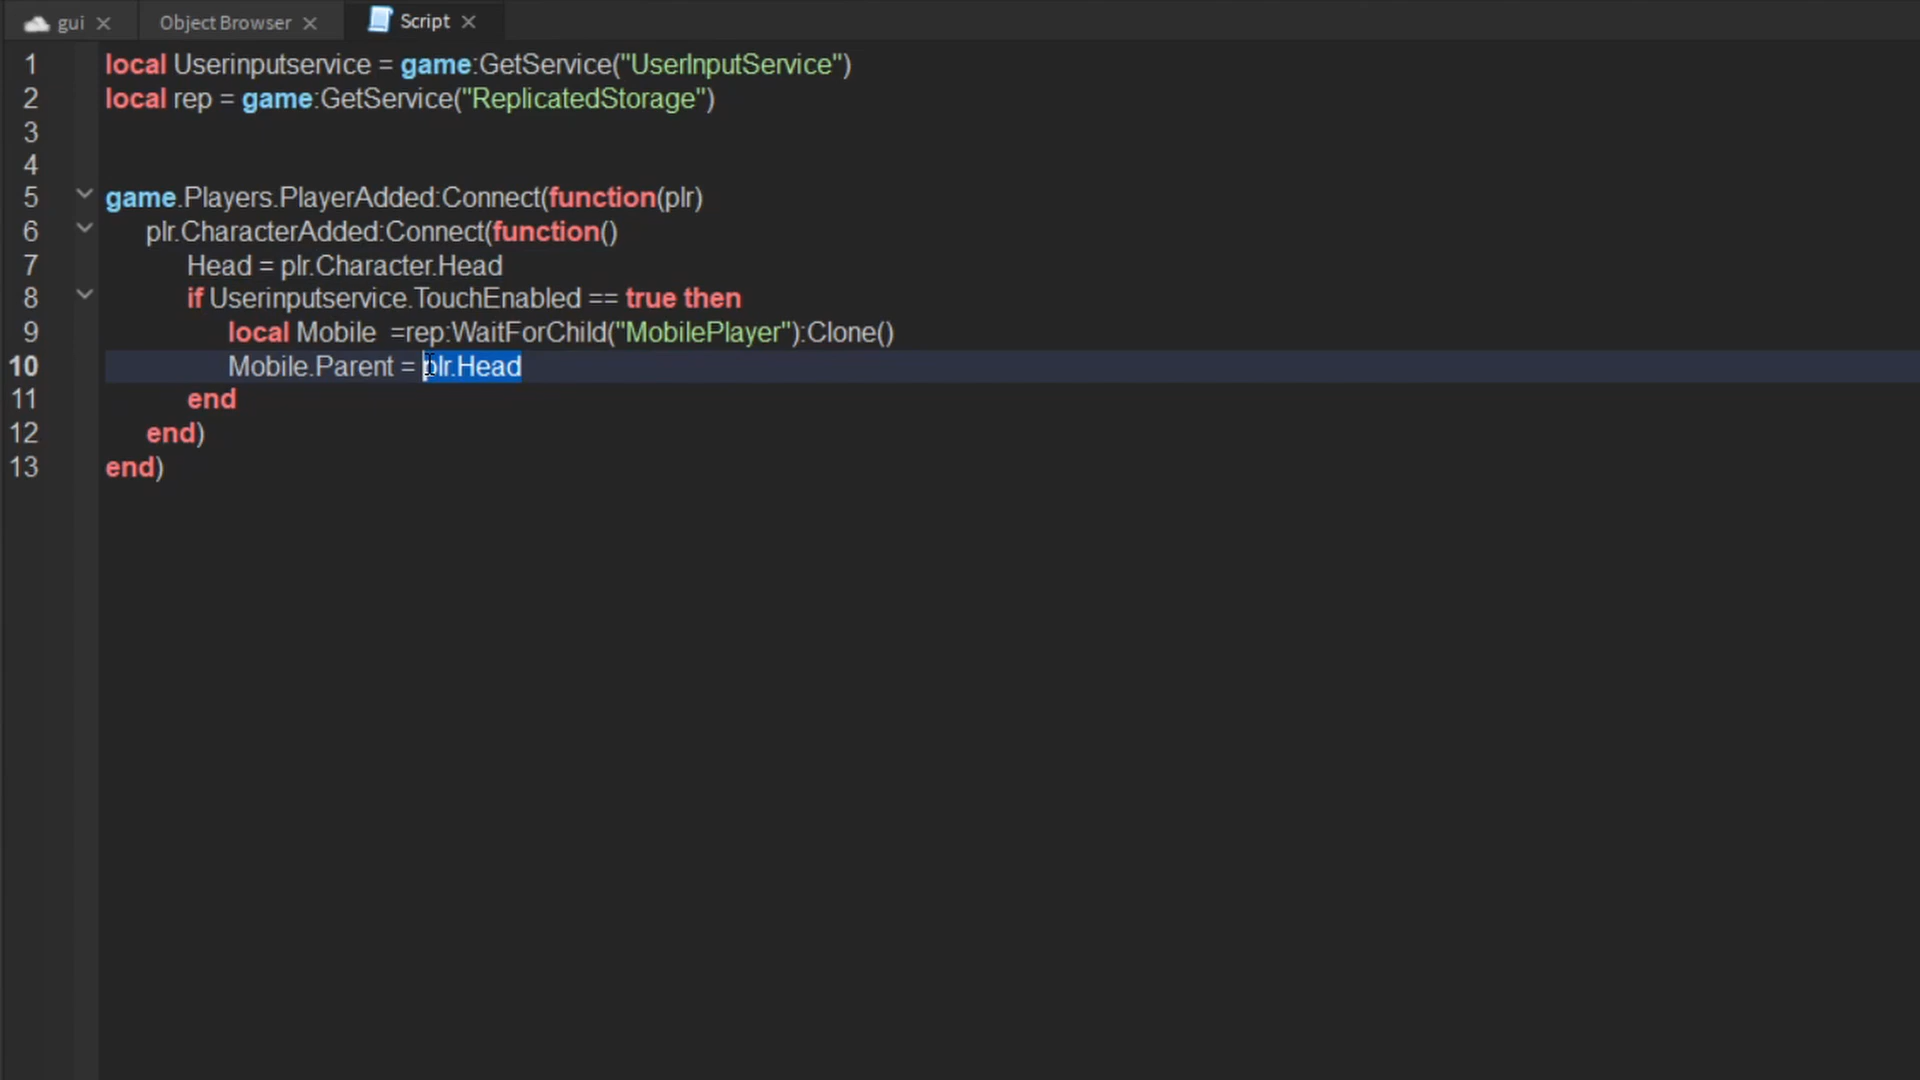 gui × Object Browser × Script ×
1 local Userinputservice = game:GetService("UserInputService")
2 local rep = game:GetService("ReplicatedStorage")
3
4
5 game.Players.PlayerAdded:Connect(function(plr)
6 plr.CharacterAdded:Connect(function()
7 Head = plr.Character.Head
8 if Userinputservice.TouchEnabled == true then
9 local Mobile  =rep:WaitForChild("MobilePlayer"):Clone()
10 Mobile.Parent = plr.Head
11 end
12 end)
13 end)